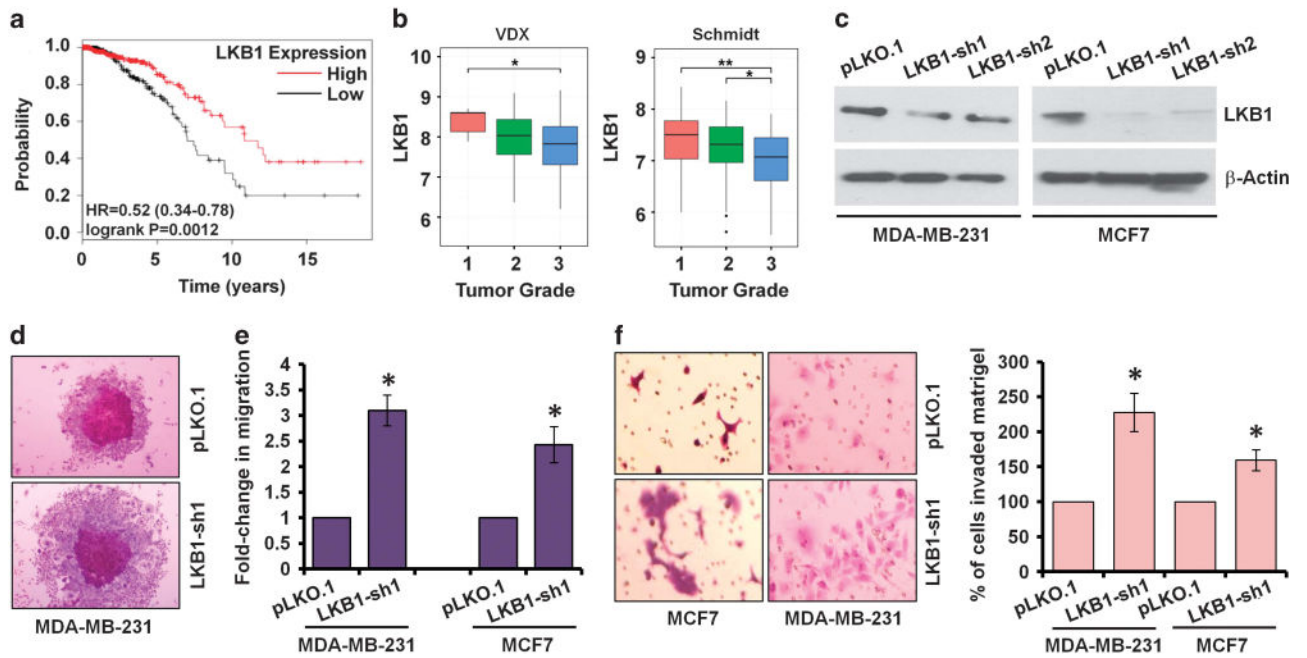 a
LKB1 Expression
High
Low
1.0
0.8
0.6
0.4
0.2
0.0
Probability
HR=0.52 (0.34-0.78)
logrank P=0.0012
0 5 10 15
Time (years)
b
VDX
*
10
9
8
7
6
LKB1
1 2 3
Tumor Grade
Schmidt
**
*
9
8
7
6
LKB1
1 2 3
Tumor Grade
c
pLKO.1 LKB1-sh1 LKB1-sh2 pLKO.1 LKB1-sh1 LKB1-sh2
LKB1
β-Actin
MDA-MB-231 MCF7
d
pLKO.1
LKB1-sh1
MDA-MB-231
e
Fold-change in migration
4
3.5
3
2.5
2
1.5
1
0.5
0
* *
pLKO.1 LKB1-sh1 pLKO.1 LKB1-sh1
MDA-MB-231 MCF7
f
pLKO.1
LKB1-sh1
MCF7 MDA-MB-231
% of cells invaded matrigel
300
250
200
150
100
50
0
* *
pLKO.1 LKB1-sh1 pLKO.1 LKB1-sh1
MDA-MB-231 MCF7